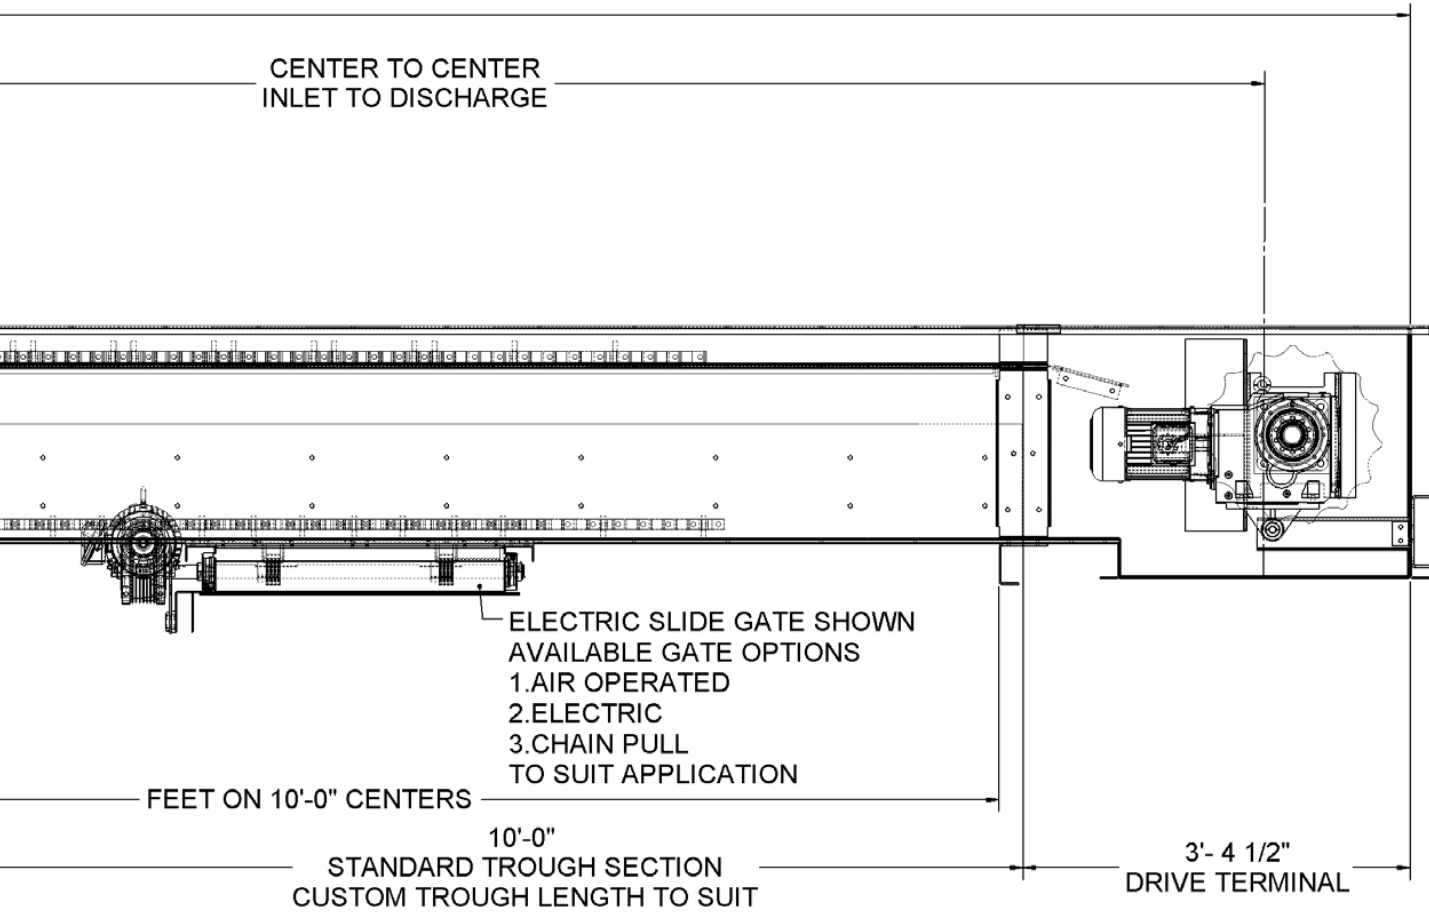 CENTER TO CENTER
INLET TO DISCHARGE
ELECTRIC SLIDE GATE SHOWN
AVAILABLE GATE OPTIONS
1.AIR OPERATED
2.ELECTRIC
3.CHAIN PULL
TO SUIT APPLICATION
FEET ON 10'-0" CENTERS
10'-0"
STANDARD TROUGH SECTION
CUSTOM TROUGH LENGTH TO SUIT
3'- 4 1/2"
DRIVE TERMINAL